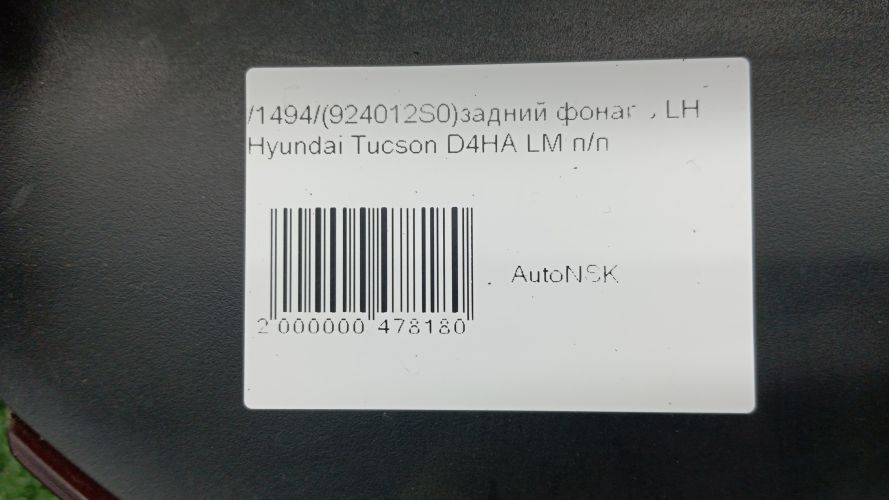 /1494/(924012S0)задний фонарь LH
Hyundai Tucson D4HA LM п/п
AutoNSK
2 000000 478180